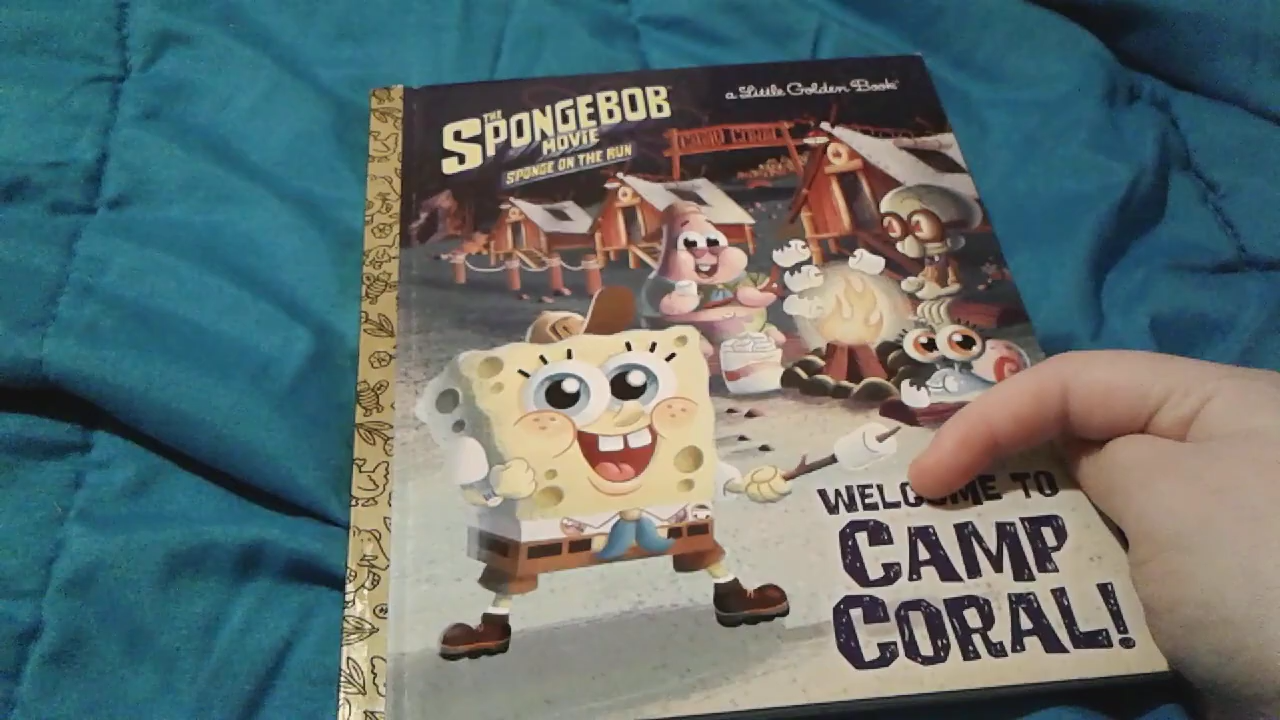 THE
SPONGEBOB
MOVIE
SPONGE ON THE RUN
a Little Golden Book
CAMP CORAL
WELCOME TO
CAMP
CORAL!